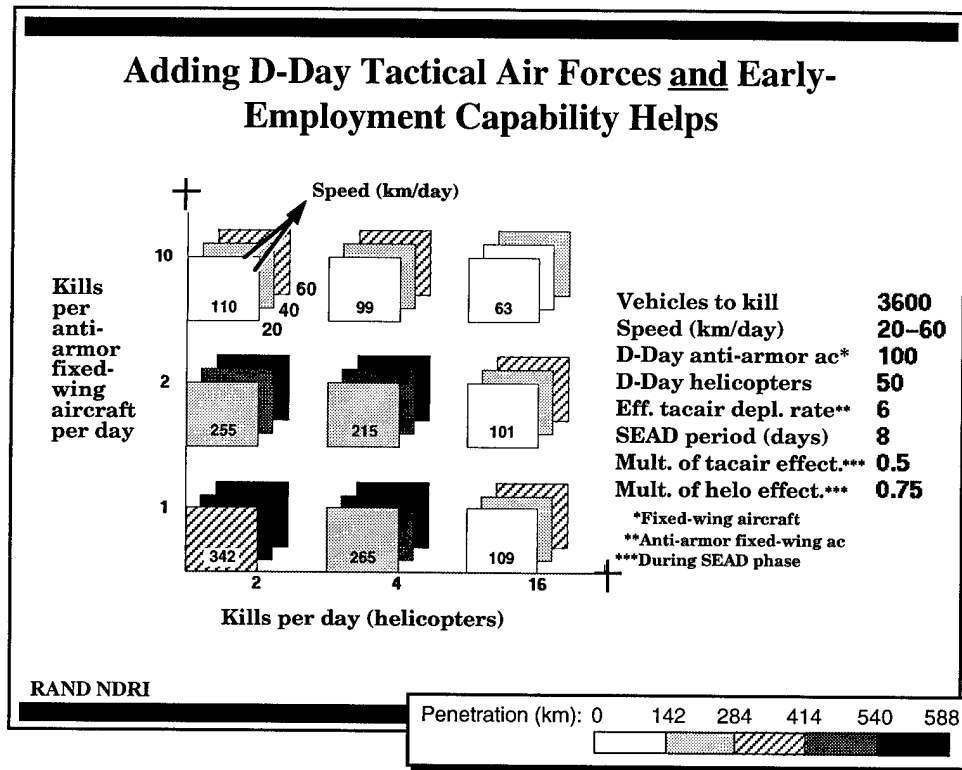 Adding D-Day Tactical Air Forces and Early-
Employment Capability Helps
Speed (km/day)
10
Kills
per
anti-
armor
fixed-
wing
aircraft
per day
110
20
40
60
99
63
2
255
215
101
1
342
265
109
2
4
16
Kills per day (helicopters)
Vehicles to kill 3600
Speed (km/day) 20–60
D-Day anti-armor ac* 100
D-Day helicopters 50
Eff. tacair depl. rate** 6
SEAD period (days) 8
Mult. of tacair effect.*** 0.5
Mult. of helo effect.*** 0.75
*Fixed-wing aircraft
**Anti-armor fixed-wing ac
***During SEAD phase
RAND NDRI
Penetration (km): 0 142 284 414 540 588